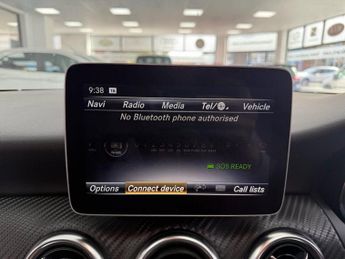 9:38
Navi Radio Media Tel/ Vehicle
No Bluetooth phone authorised
SOS READY
Options Connect device Call lists